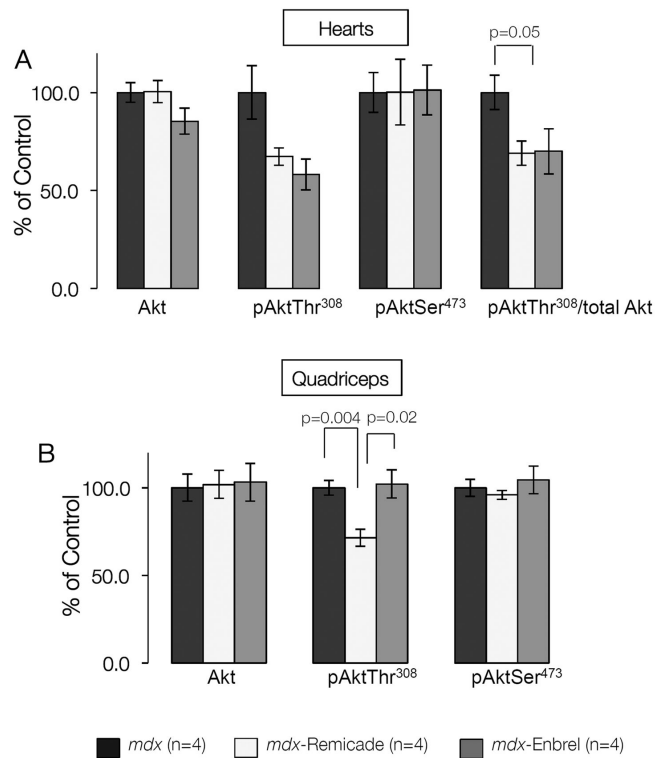 Hearts
A
p=0.05
% of Control
100.0
50.0
0.0
Akt pAktThr³⁰⁸ pAktSer⁴⁷³ pAktThr³⁰⁸/total Akt
Quadriceps
B
p=0.004 p=0.02
% of Control
100.0
50.0
0.0
Akt pAktThr³⁰⁸ pAktSer⁴⁷³
mdx (n=4) mdx-Remicade (n=4) mdx-Enbrel (n=4)